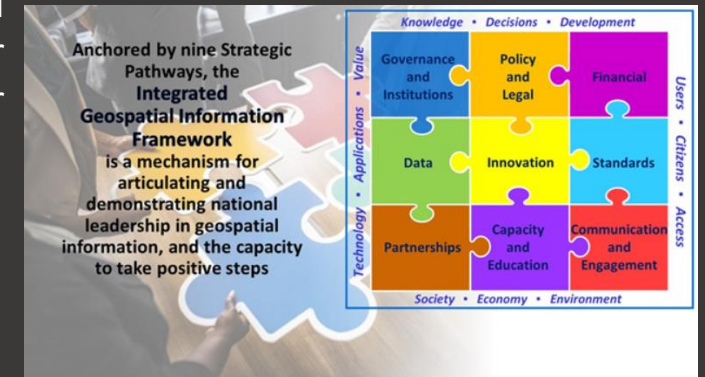 Anchored by nine Strategic
Pathways, the
Integrated
Geospatial Information
Framework
is a mechanism for
articulating and
demonstrating national
leadership in geospatial
information, and the capacity
to take positive steps
Knowledge • Decisions • Development
Technology • Applications • Value
Governance
and
Institutions
Policy
and
Legal
Financial
Data
Innovation
Standards
Partnerships
Capacity
and
Education
Communication
and
Engagement
Users • Citizens • Access
Society • Economy • Environment